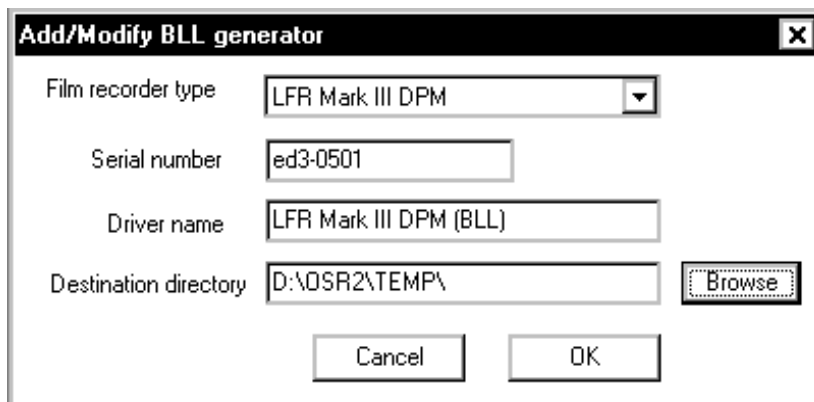 Add/Modify BLL generator
Film recorder type LFR Mark III DPM
Serial number ed3-0501
Driver name LFR Mark III DPM (BLL)
Destination directory D:\OSR2\TEMP\ Browse
Cancel OK